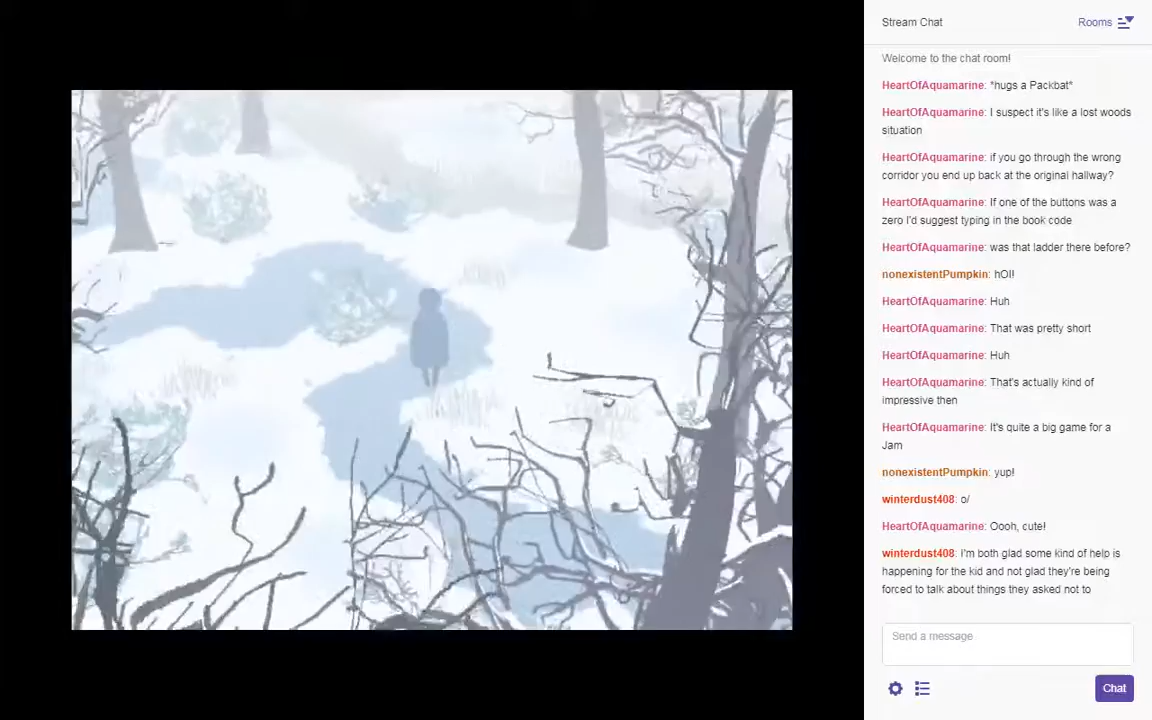 Stream Chat
Rooms
Welcome to the chat room!
HeartOfAquamarine: *hugs a Packbat*
HeartOfAquamarine: I suspect it's like a lost woods
situation
HeartOfAquamarine: if you go through the wrong
corridor you end up back at the original hallway?
HeartOfAquamarine: If one of the buttons was a
zero I'd suggest typing in the book code
HeartOfAquamarine: was that ladder there before?
nonexistentPumpkin: hOI!
HeartOfAquamarine: Huh
HeartOfAquamarine: That was pretty short
HeartOfAquamarine: Huh
HeartOfAquamarine: That's actually kind of
impressive then
HeartOfAquamarine: It's quite a big game for a
Jam
nonexistentPumpkin: yup!
winterdust408: o/
HeartOfAquamarine: Oooh, cute!
winterdust408: i'm both glad some kind of help is
happening for the kid and not glad they're being
forced to talk about things they asked not to
Send a message
Chat